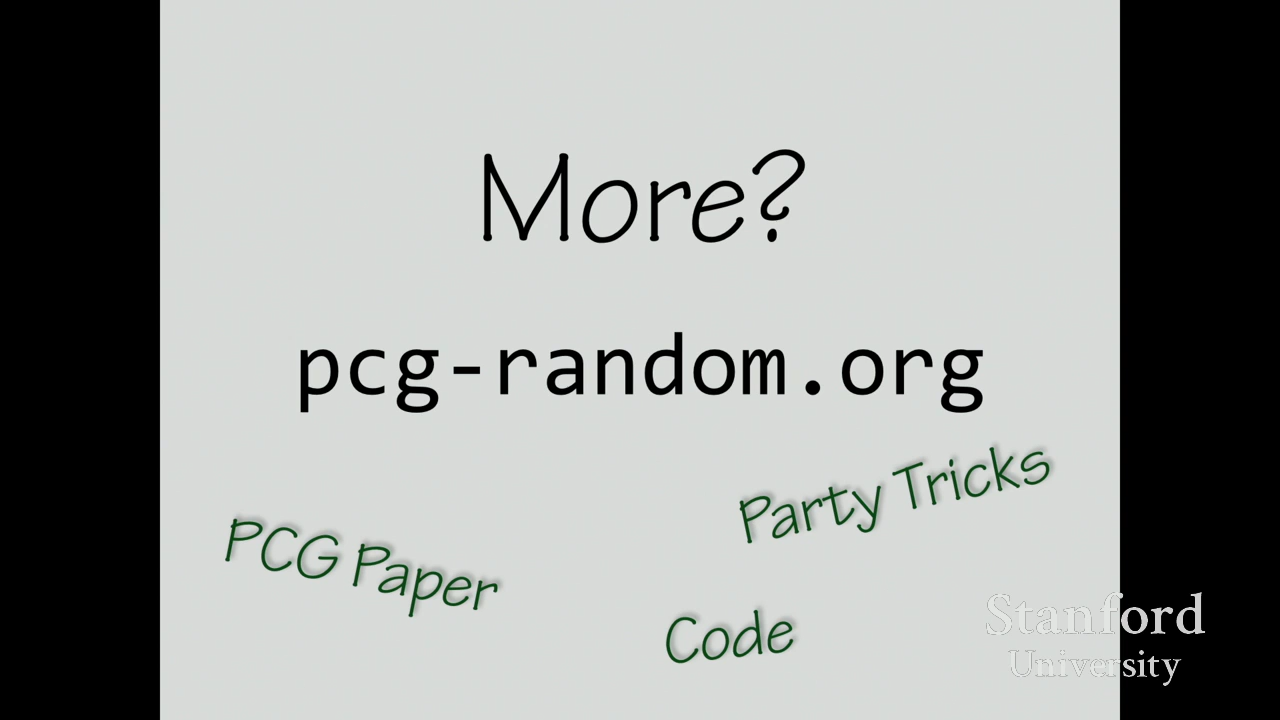 More?
pcg-random.org
Party Tricks
PCG Paper
Code
Stanford
University